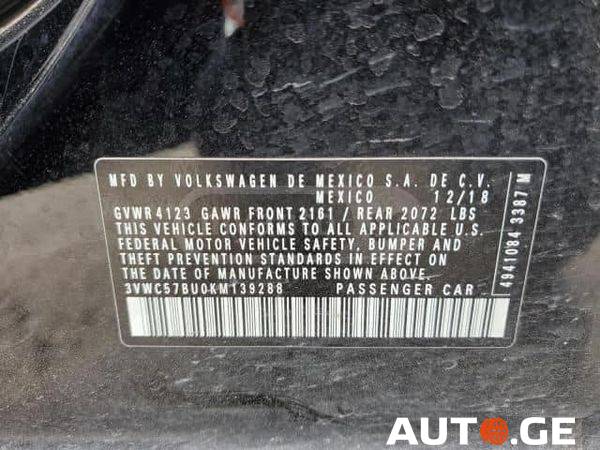 MFD BY VOLKSWAGEN DE MEXICO S.A. DE C.V.
MEXICO 12/18
GVWR 4123 GAWR FRONT 2161 / REAR 2072 LBS
THIS VEHICLE CONFORMS TO ALL APPLICABLE U.S.
FEDERAL MOTOR VEHICLE SAFETY, BUMPER AND
THEFT PREVENTION STANDARDS IN EFFECT ON
THE DATE OF MANUFACTURE SHOWN ABOVE.
3VWC57BU0KM139288 PASSENGER CAR
4941084 3387M
AUTO.GE